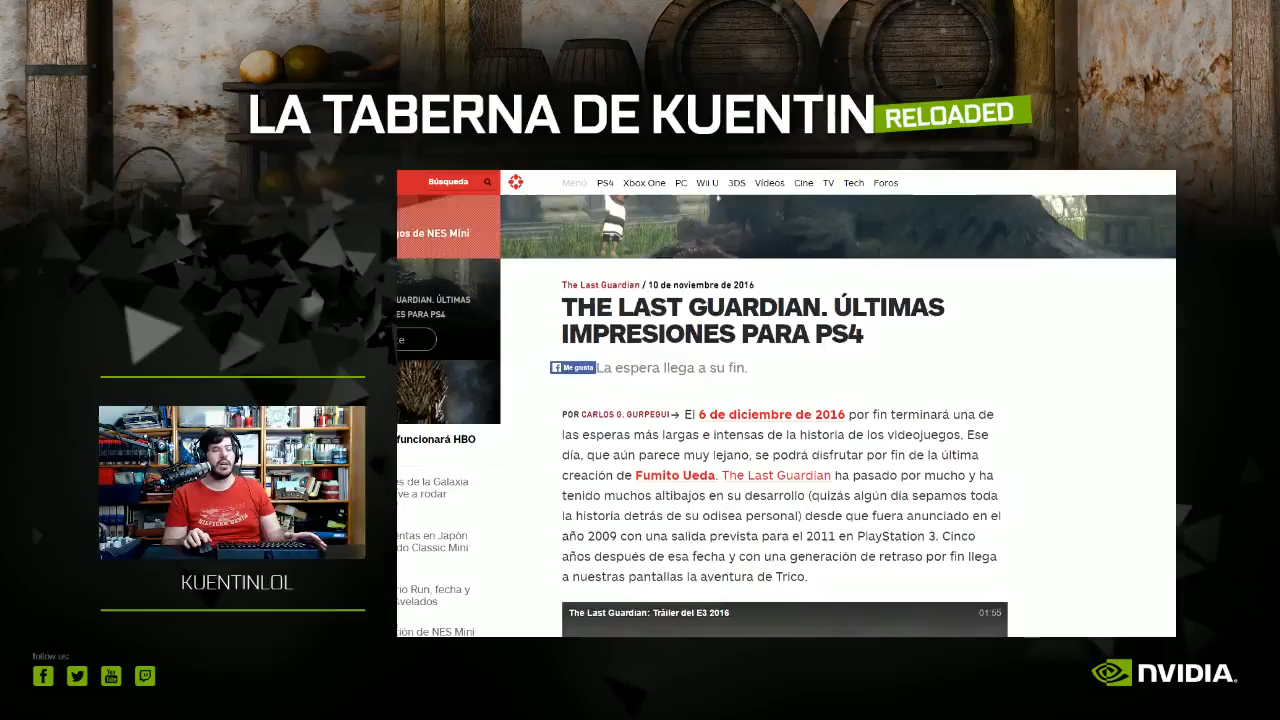 LA TABERNA DE KUENTIN RELOADED
Búsqueda
Menú PS4 Xbox One PC Wii U 3DS Vídeos Cine TV Tech Foros
gos de NES Mini
UARDIAN. ÚLTIMAS
ES PARA PS4
te
funcionará HBO
es de la Galaxia
ve a rodar
entas en Japón
do Classic Mini
rio Run, fecha y
svelados
ción de NES Mini
The Last Guardian / 10 de noviembre de 2016
THE LAST GUARDIAN. ÚLTIMAS
IMPRESIONES PARA PS4
Me gusta La espera llega a su fin.
POR CARLOS G. GURPEGUI → El 6 de diciembre de 2016 por fin terminará una de
las esperas más largas e intensas de la historia de los videojuegos. Ese
día, que aún parece muy lejano, se podrá disfrutar por fin de la última
creación de Fumito Ueda. The Last Guardian ha pasado por mucho y ha
tenido muchos altibajos en su desarrollo (quizás algún día sepamos toda
la historia detrás de su odisea personal) desde que fuera anunciado en el
año 2009 con una salida prevista para el 2011 en PlayStation 3. Cinco
años después de esa fecha y con una generación de retraso por fin llega
a nuestras pantallas la aventura de Trico.
The Last Guardian: Tráiler del E3 2016 01:55
KUENTINLOL
follow us:
NVIDIA.